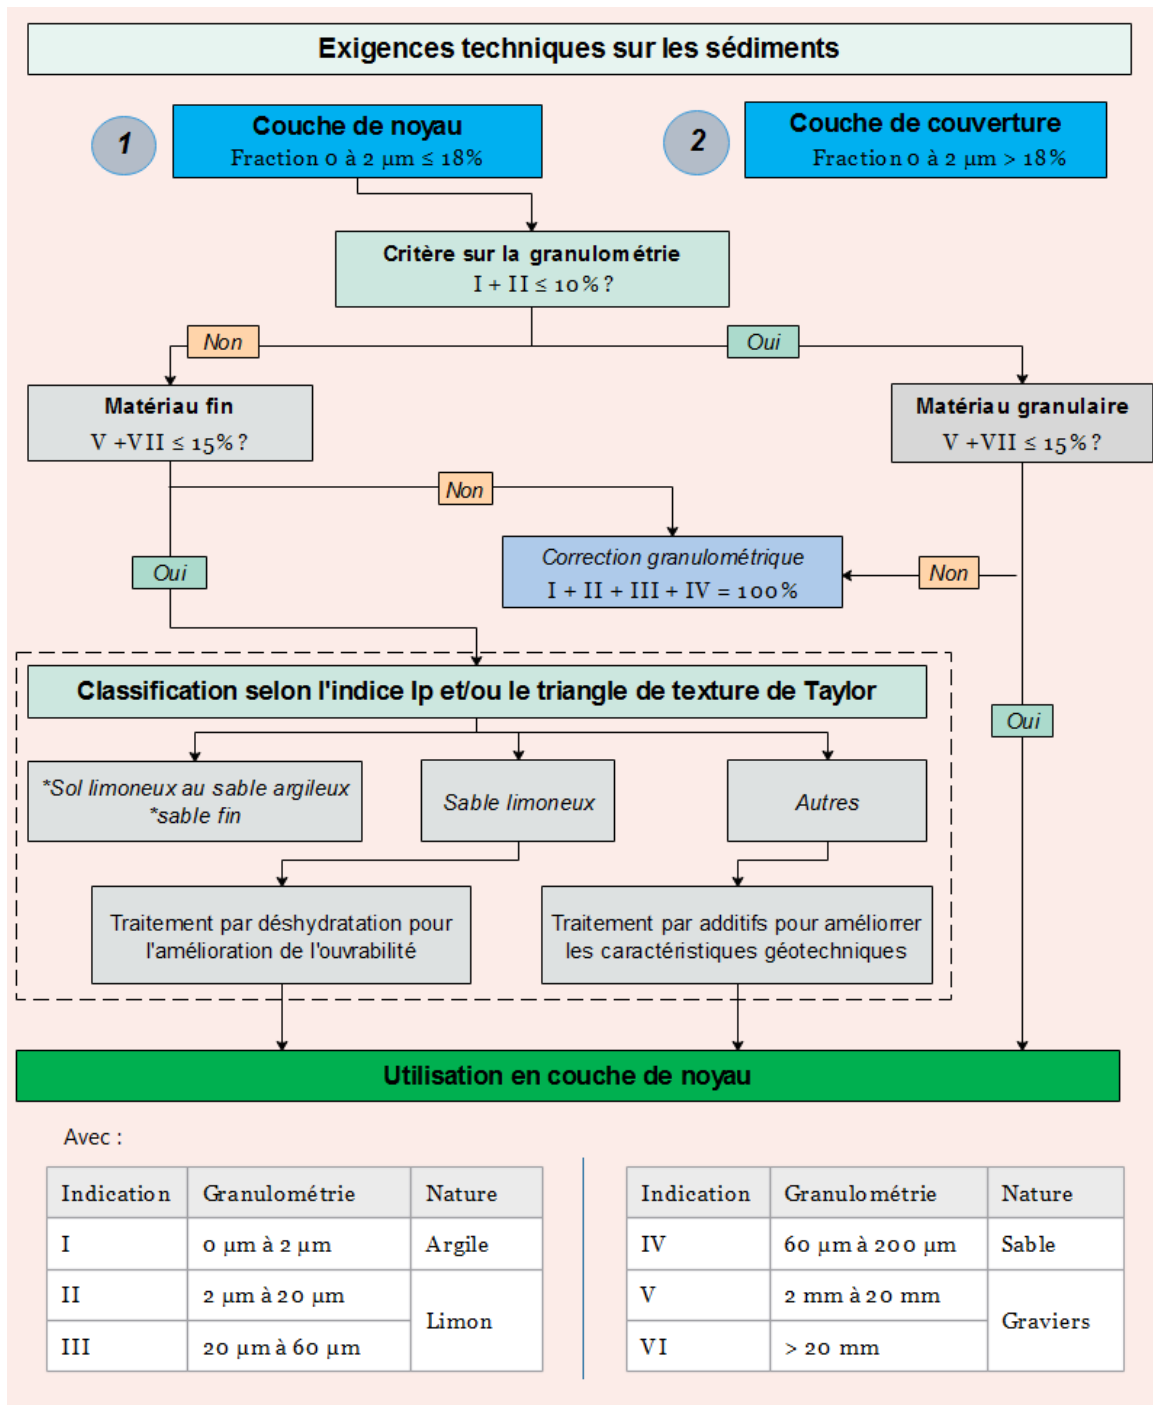 Exigences techniques sur les sédiments
1
Couche de noyau
Fraction 0 à 2 µm ≤ 18%
2
Couche de couverture
Fraction 0 à 2 µm > 18%
Critère sur la granulométrie
I + II ≤ 10% ?
Non
Oui
Matériau fin
V +VII ≤ 15% ?
Matériau granulaire
V +VII ≤ 15% ?
Non
Correction granulométrique
I + II + III + IV = 100%
Non
Oui
Classification selon l'indice Ip et/ou le triangle de texture de Taylor
Oui
*Sol limoneux au sable argileux
*sable fin
Sable limoneux
Autres
Traitement par déshydratation pour
l'amélioration de l'ouvrabilité
Traitement par additifs pour améliorrer
les caractéristiques géotechniques
Utilisation en couche de noyau
Avec :
Indication Granulométrie Nature
I 0 µm à 2 µm Argile
II 2 µm à 20 µm
Limon
III 20 µm à 60 µm
Indication Granulométrie Nature
IV 60 µm à 200 µm Sable
V 2 mm à 20 mm
Graviers
VI > 20 mm